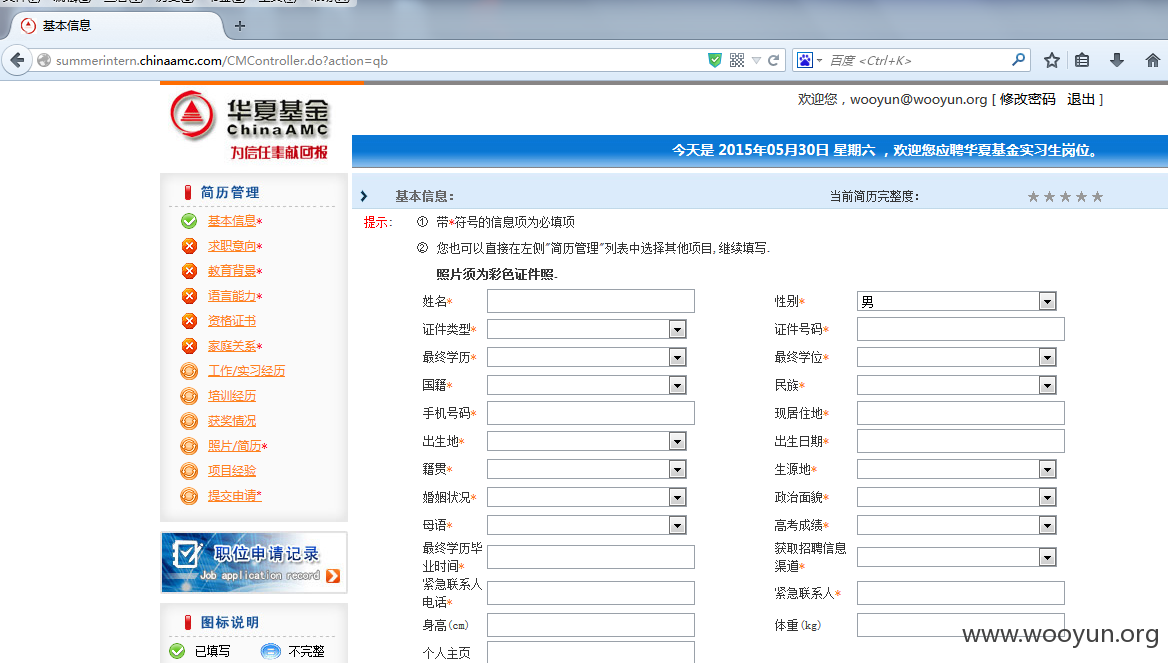 基本信息
summerintern.chinaamc.com/CMController.do?action=qb
百度 <Ctrl+K>
华夏基金
ChinaAMC
为信任奉献回报
欢迎您，wooyun@wooyun.org [ 修改密码 退出 ]
今天是 2015年05月30日 星期六 ，欢迎您应聘华夏基金实习生岗位。
简历管理
基本信息*
求职意向*
教育背景*
语言能力*
资格证书
家庭关系*
工作/实习经历
培训经历
获奖情况
照片/简历*
项目经验
提交申请*
职位申请记录
Job application record
图标说明
已填写 不完整
基本信息： 当前简历完整度： ★★★★★
提示： ① 带*符号的信息项为必填项
② 您也可以直接在左侧"简历管理"列表中选择其他项目,继续填写.
照片须为彩色证件照.
姓名* 性别* 男
证件类型* 证件号码*
最终学历* 最终学位*
国籍* 民族*
手机号码* 现居住地*
出生地* 出生日期*
籍贯* 生源地*
婚姻状况* 政治面貌*
母语* 高考成绩*
最终学历毕 获取招聘信息
业时间* 渠道*
紧急联系人 紧急联系人*
电话*
身高(cm) 体重(kg)
个人主页
www.wooyun.org